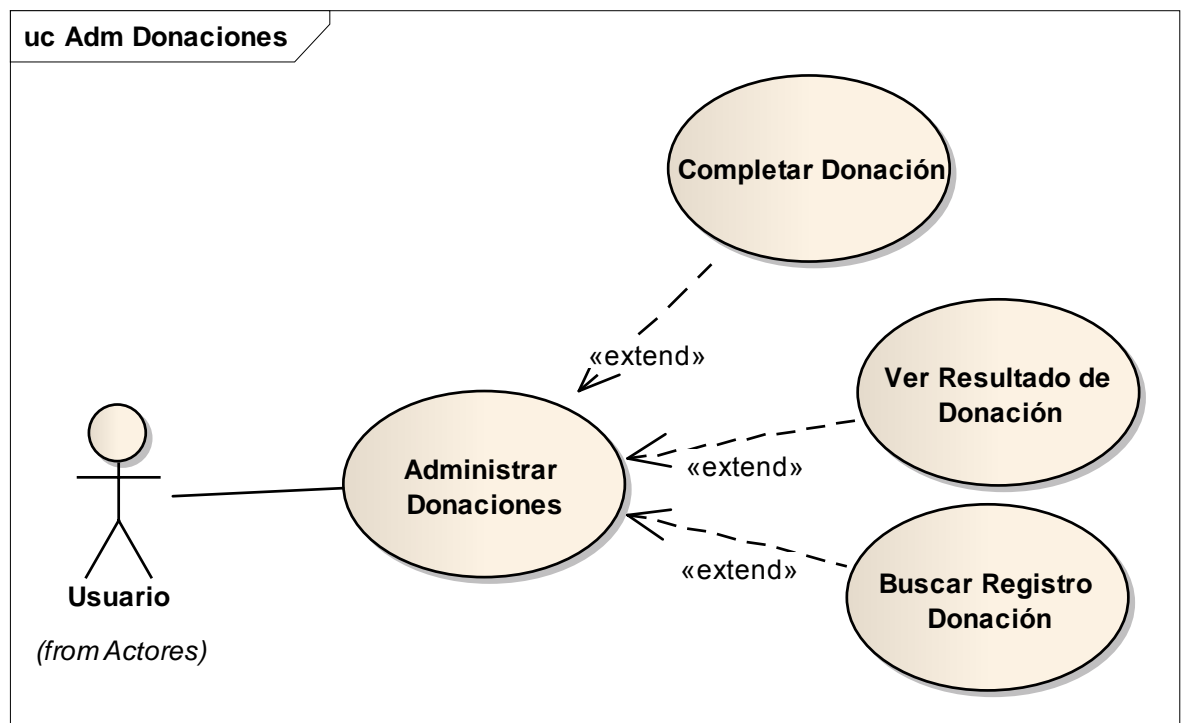 uc Adm Donaciones
Completar Donación
«extend»
Ver Resultado de
Donación
«extend»
Administrar
Donaciones
«extend»
Buscar Registro
Donación
Usuario
(from Actores)